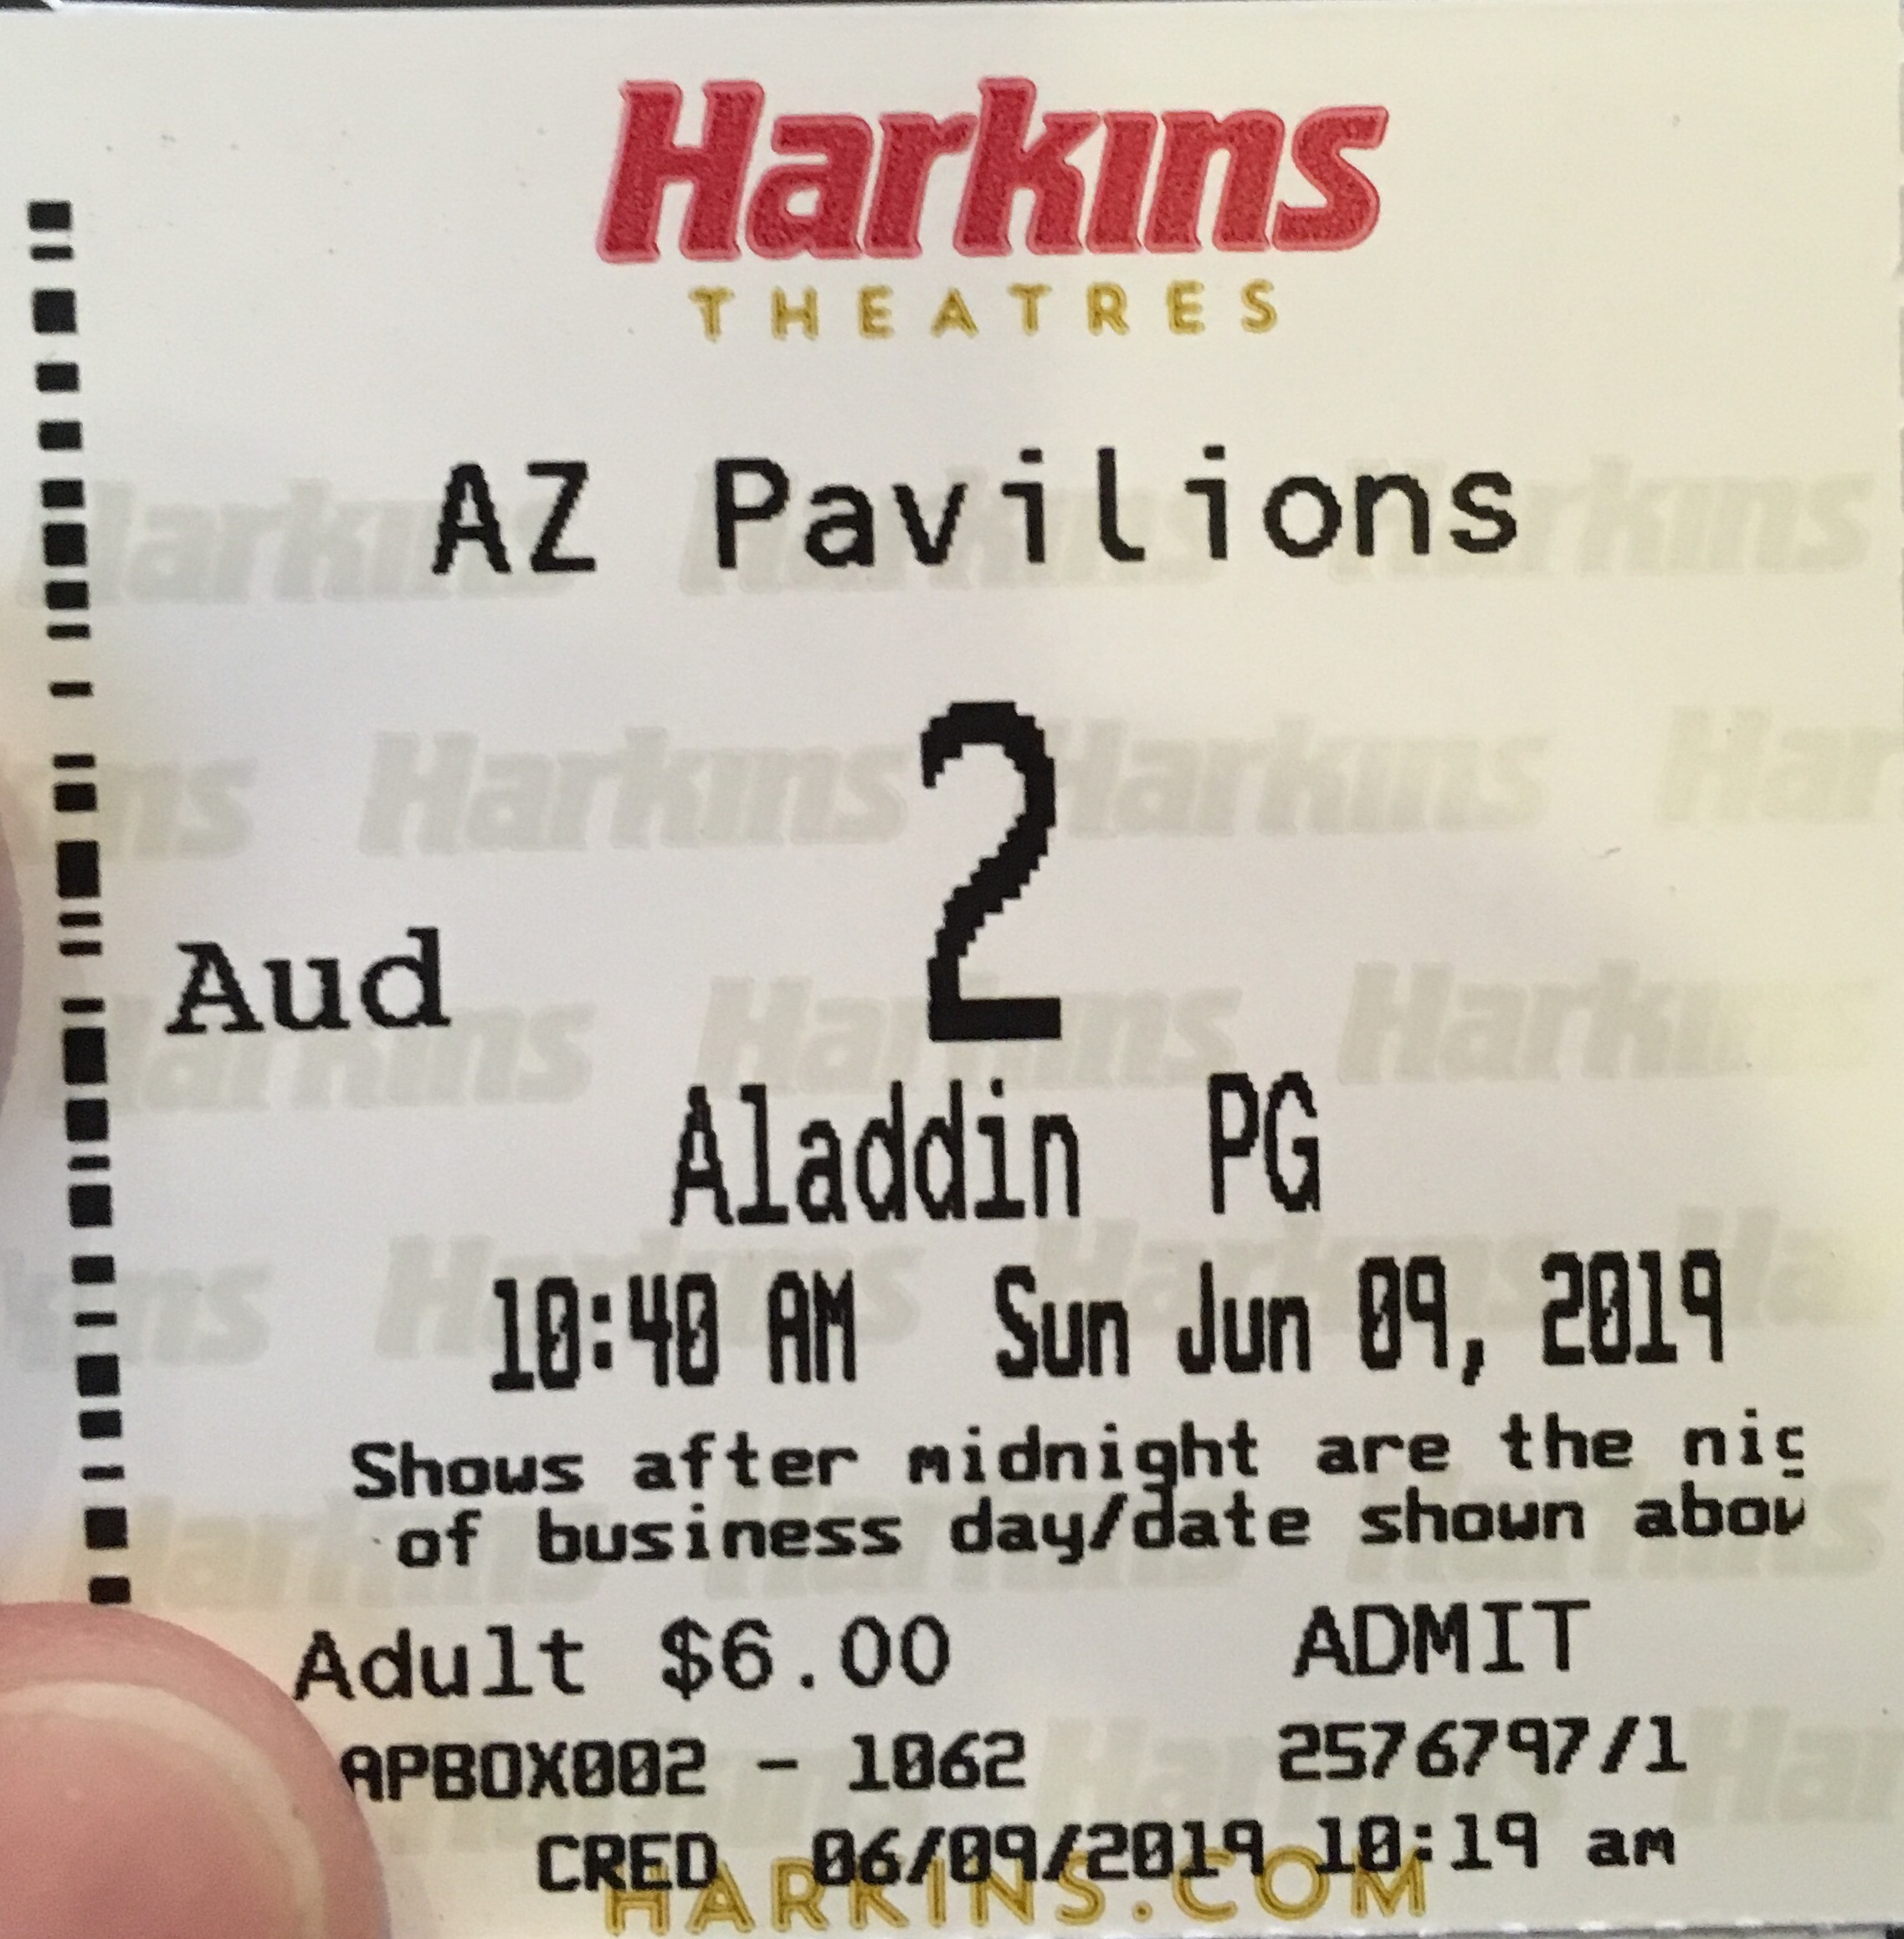 Harkins
THEATRES
AZ Pavilions
Aud 2
Aladdin PG
10:40 AM Sun Jun 09, 2019
Shows after midnight are the nig
of business day/date shown abov
Adult $6.00 ADMIT
APBOX002 - 1062 2576797/1
CRED 06/09/2019 10:19 am
HARKINS.COM